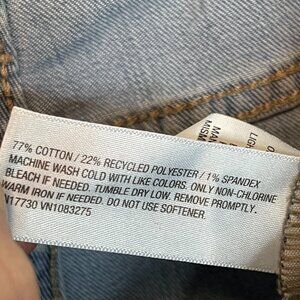 77% COTTON / 22% RECYCLED POLYESTER / 1% SPANDEX
MACHINE WASH COLD WITH LIKE COLORS. ONLY NON-CHLORINE
BLEACH IF NEEDED. TUMBLE DRY LOW. REMOVE PROMPTLY.
WARM IRON IF NEEDED. DO NOT USE SOFTENER.
N17730 VN1083275